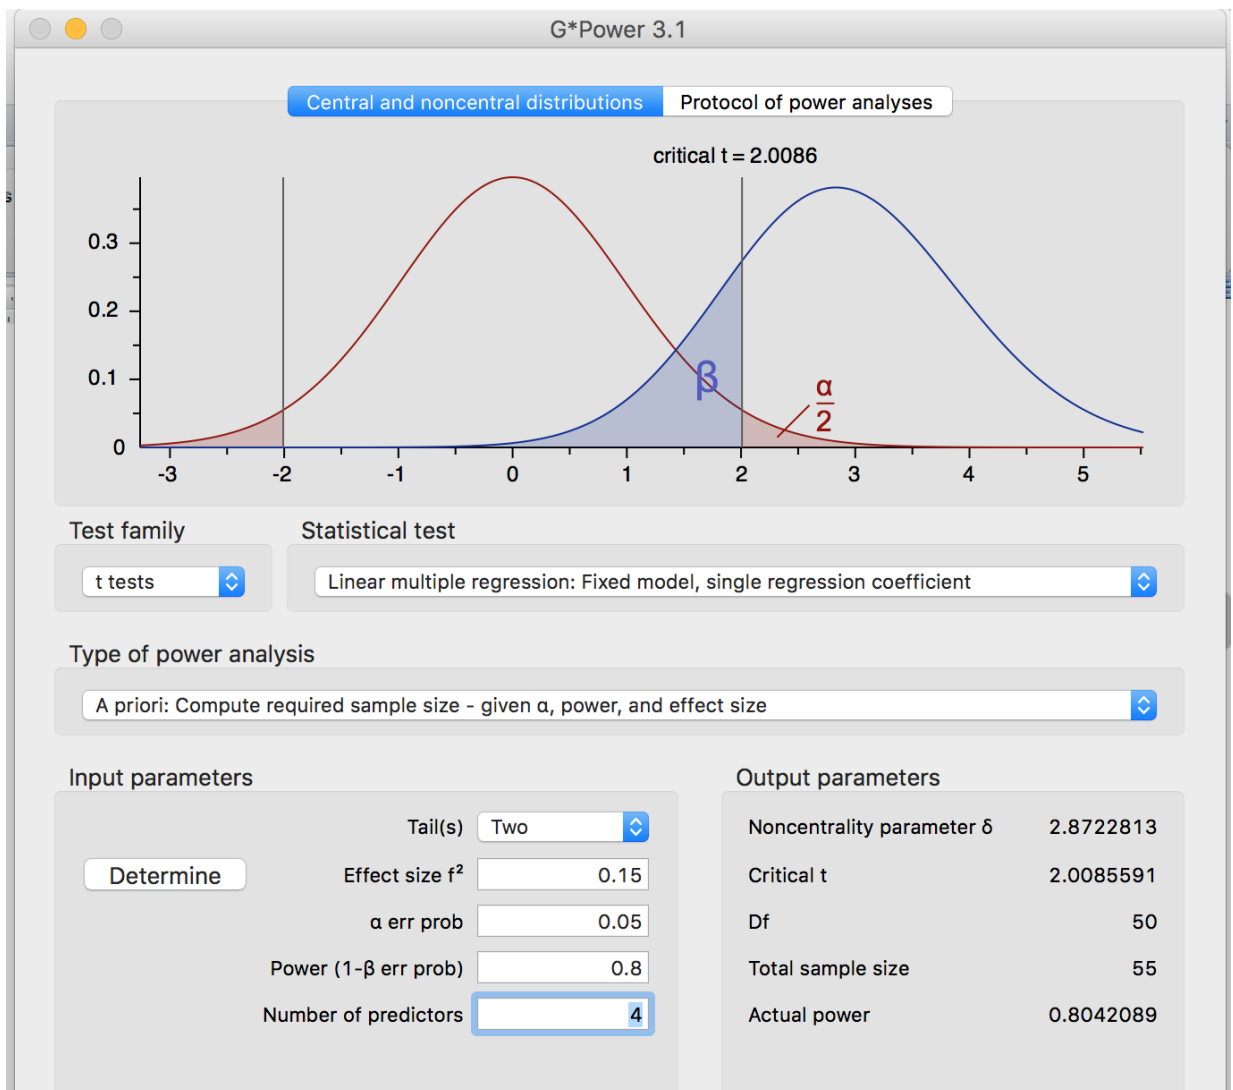 G*Power 3.1
Central and noncentral distributions Protocol of power analyses
critical t = 2.0086
0.3
0.2
0.1
0
β
α
2
-3 -2 -1 0 1 2 3 4 5
Test family Statistical test
t tests Linear multiple regression: Fixed model, single regression coefficient
Type of power analysis
A priori: Compute required sample size - given α, power, and effect size
Input parameters Output parameters
Tail(s) Two Noncentrality parameter δ 2.8722813
Determine Effect size f² 0.15 Critical t 2.0085591
α err prob 0.05 Df 50
Power (1-β err prob) 0.8 Total sample size 55
Number of predictors 4 Actual power 0.8042089